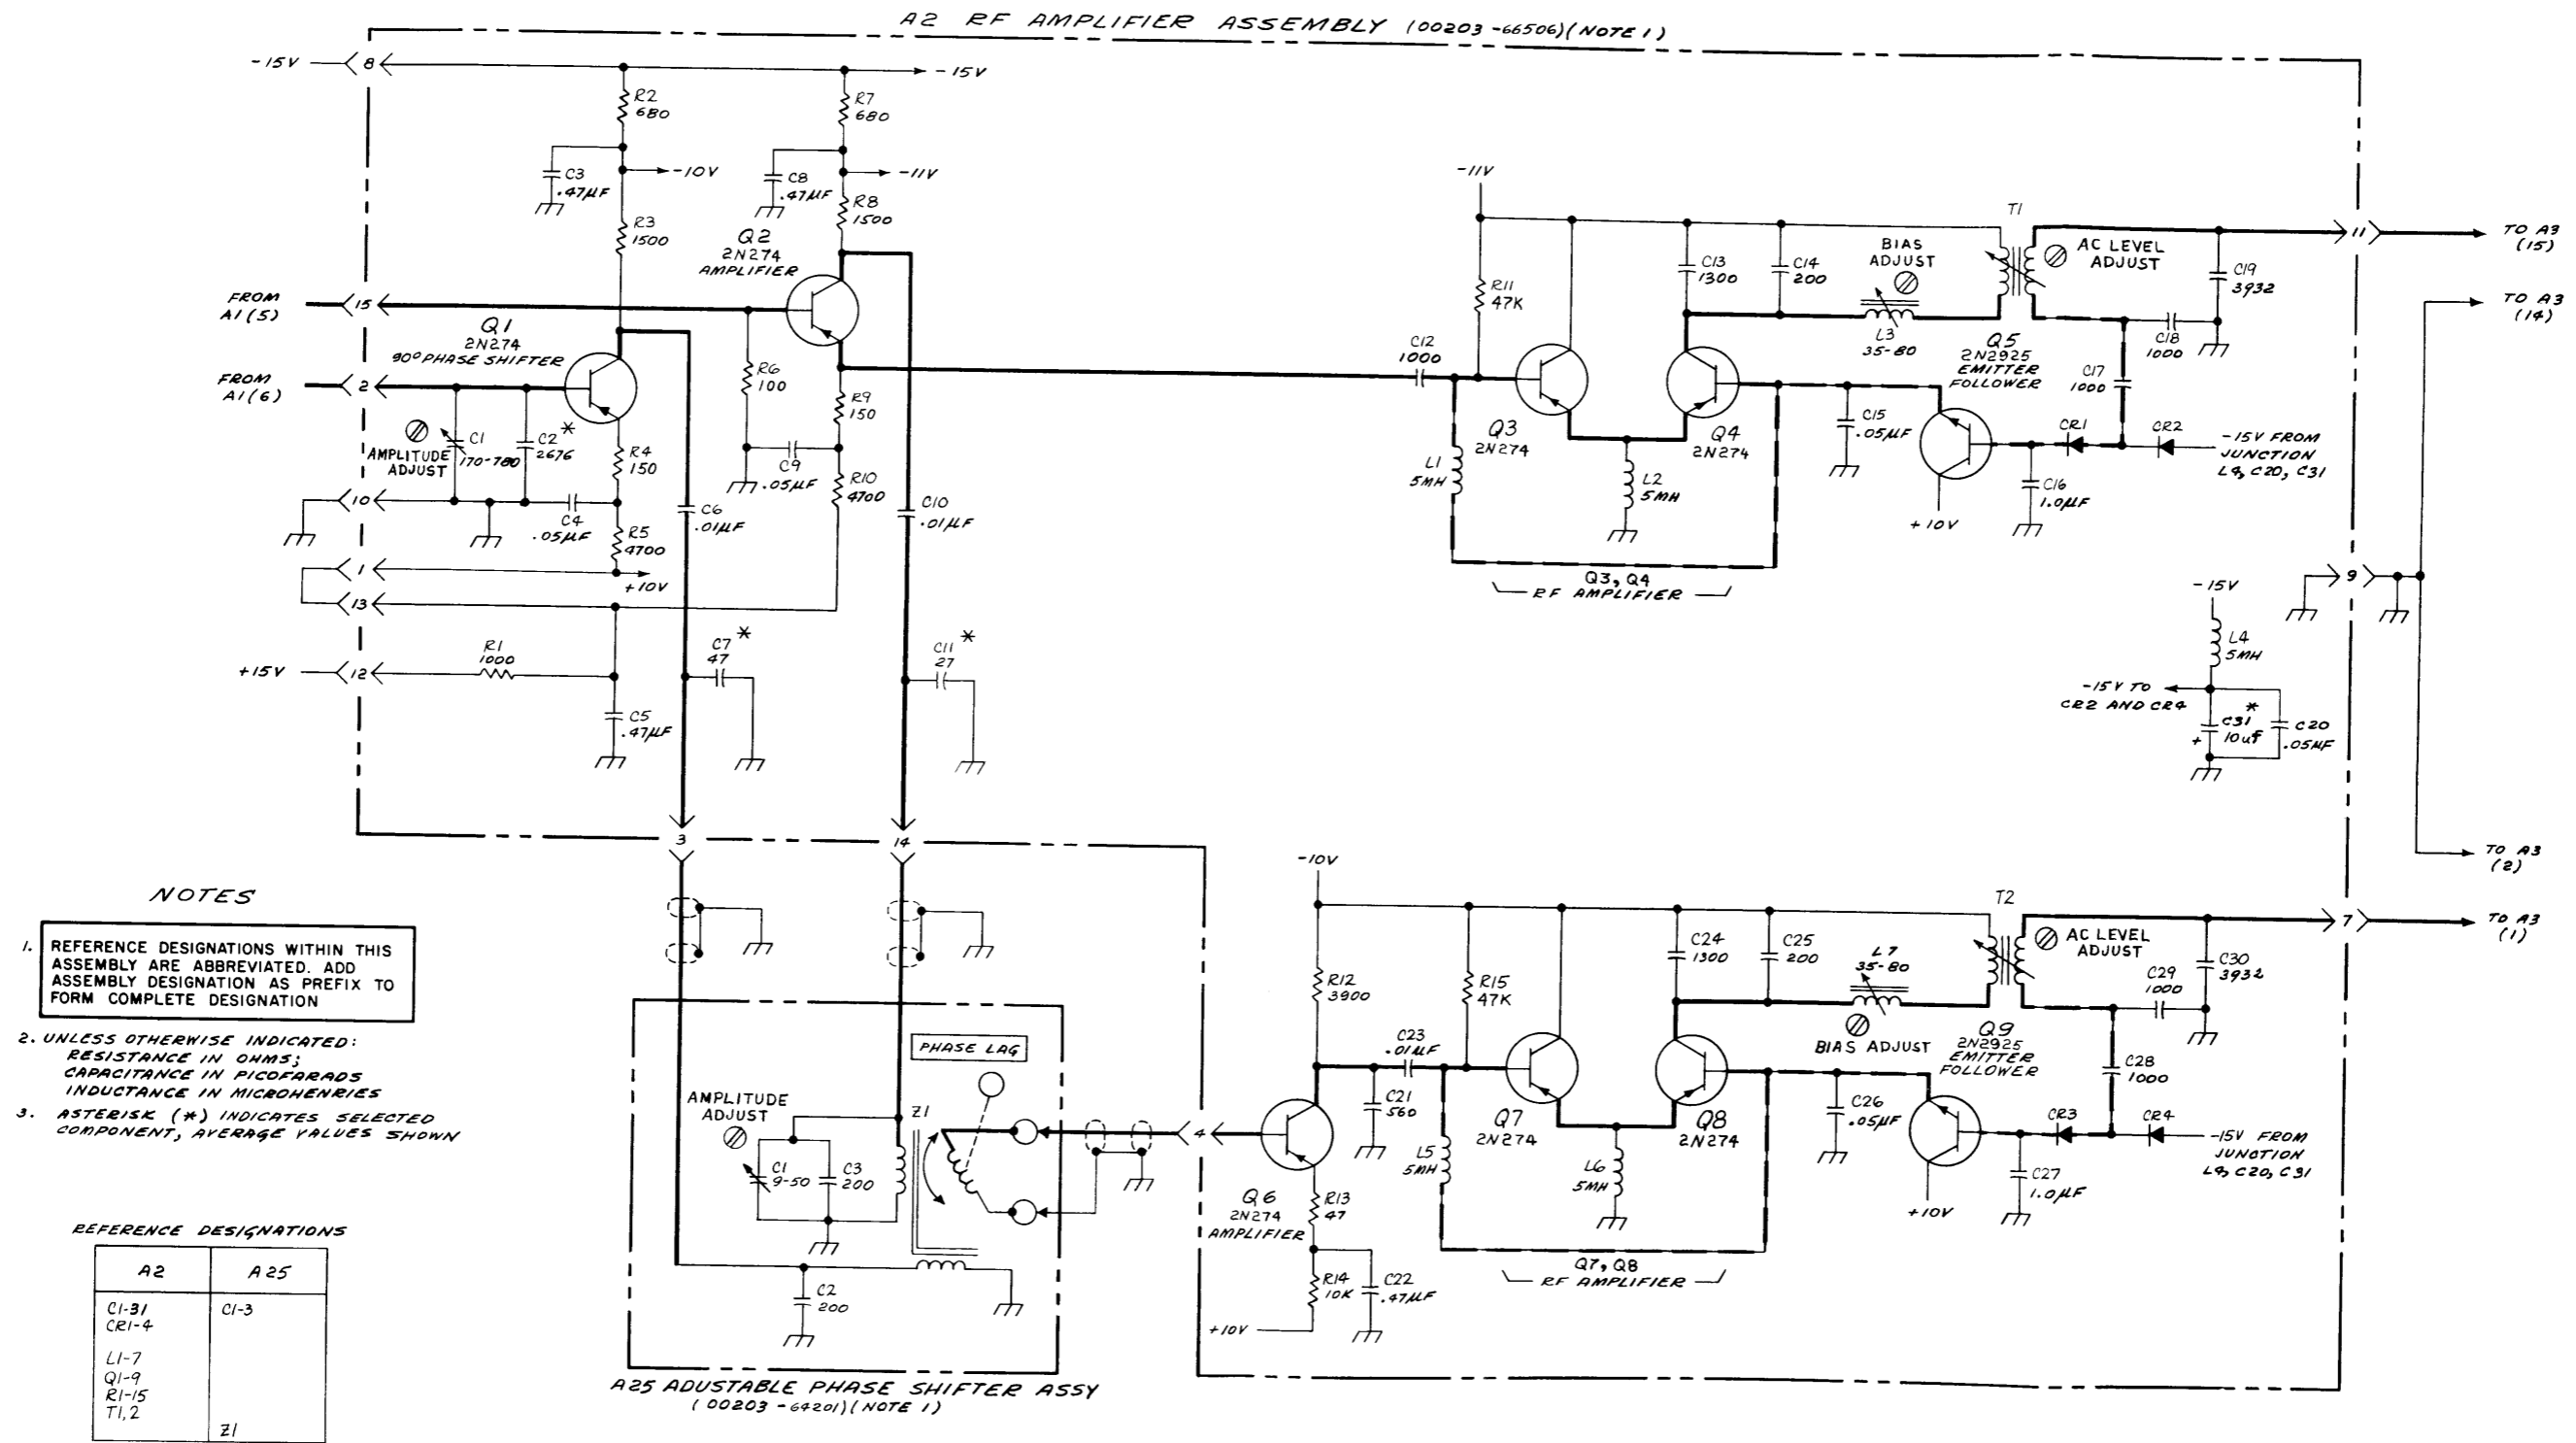 A2 RF AMPLIFIER ASSEMBLY (00203-66506)(NOTE 1)
-15V
8
-15V
R2
680
R7
680
C3
.47µF
-10V
C8
.47µF
-11V
R3
1500
R8
1500
Q2
2N274
AMPLIFIER
FROM
A1(5)
15
Q1
2N274
90° PHASE SHIFTER
FROM
A1(6)
2
R6
100
R9
150
AMPLITUDE
ADJUST
C1
170-780
C2 *
2676
R4
150
C9
.05µF
R10
4700
10
C4
.05µF
R5
4700
C6
.01µF
C10
.01µF
1
+10V
13
+15V
12
R1
1000
C7 *
47
C11 *
27
C5
.47µF
3
14
-11V
R11
47K
C13
1300
C14
200
BIAS
ADJUST
L3
35-80
T1
AC LEVEL
ADJUST
C19
3932
11
TO A3
(15)
TO A3
(14)
C12
1000
Q5
2N2925
EMITTER
FOLLOWER
C18
1000
C17
1000
Q3
2N274
Q4
2N274
C15
.05µF
CR1
CR2
-15V FROM
JUNCTION
L4, C20, C31
L1
5MH
L2
5MH
C16
1.0µF
+10V
Q3, Q4
RF AMPLIFIER
9
-15V
L4
5MH
-15V TO
CR2 AND CR4
*
C31
10uf
+
C20
.05µF
TO A3
(2)
NOTES
1. REFERENCE DESIGNATIONS WITHIN THIS
ASSEMBLY ARE ABBREVIATED. ADD
ASSEMBLY DESIGNATION AS PREFIX TO
FORM COMPLETE DESIGNATION
2. UNLESS OTHERWISE INDICATED:
RESISTANCE IN OHMS;
CAPACITANCE IN PICOFARADS
INDUCTANCE IN MICROHENRIES
3. ASTERISK (*) INDICATES SELECTED
COMPONENT, AVERAGE VALUES SHOWN
REFERENCE DESIGNATIONS
A2 A25
C1-31 C1-3
CR1-4
L1-7
Q1-9
R1-15
T1,2
Z1
PHASE LAG
AMPLITUDE
ADJUST
Z1
C1
9-50
C3
200
C2
200
A25 ADUSTABLE PHASE SHIFTER ASSY
(00203-64201)(NOTE 1)
4
-10V
R12
3900
R15
47K
C24
1300
C25
200
L7
35-80
BIAS ADJUST
T2
AC LEVEL
ADJUST
C30
3932
7
TO A3
(1)
C23
.01µF
Q9
2N2925
EMITTER
FOLLOWER
C29
1000
C28
1000
C21
560
Q7
2N274
Q8
2N274
C26
.05µF
CR3
CR4
-15V FROM
JUNCTION
L4, C20, C31
Q6
2N274
AMPLIFIER
R13
47
L5
5MH
L6
5MH
C27
1.0µF
+10V
R14
10K
C22
.47µF
+10V
Q7, Q8
RF AMPLIFIER